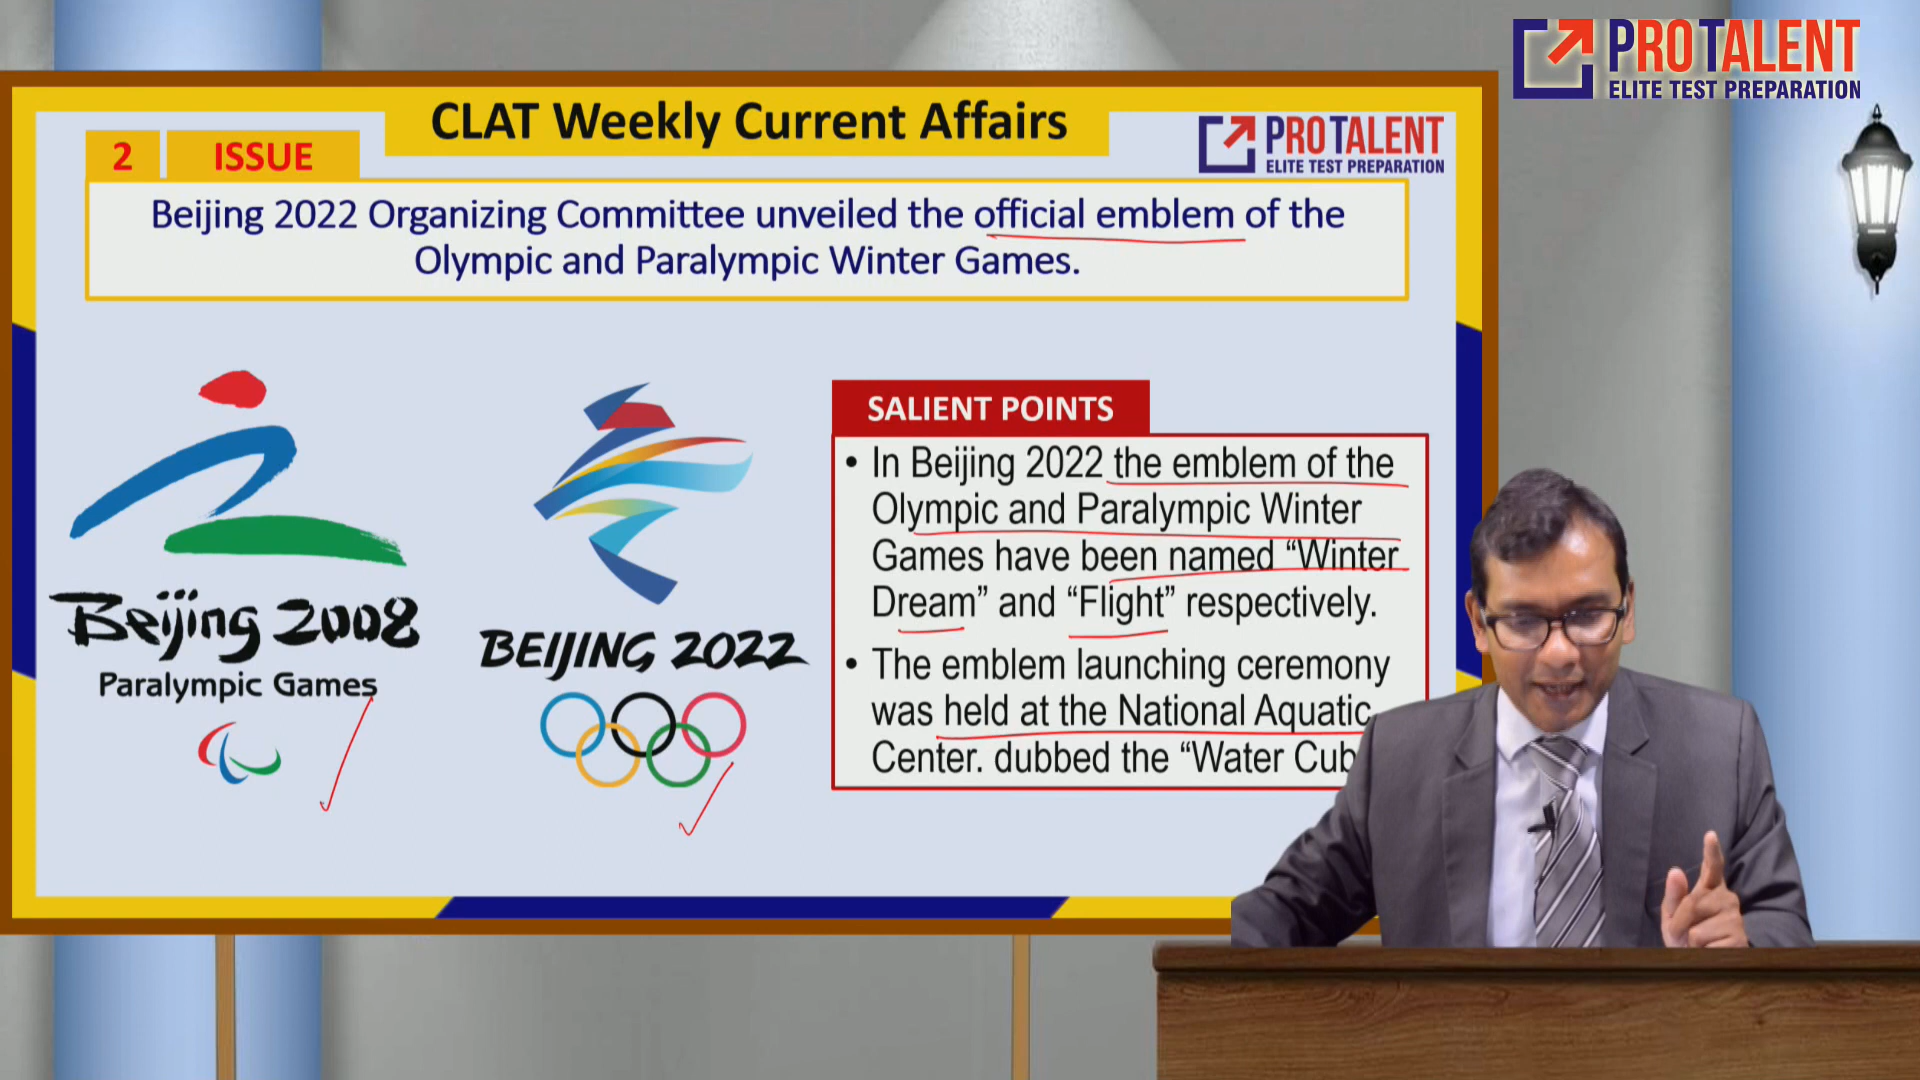 PROTALENT
ELITE TEST PREPARATION
CLAT Weekly Current Affairs
2 ISSUE
PROTALENT
ELITE TEST PREPARATION
Beijing 2022 Organizing Committee unveiled the official emblem of the
Olympic and Paralympic Winter Games.
Beijing 2008
Paralympic Games
BEIJING 2022
SALIENT POINTS
• In Beijing 2022 the emblem of the
Olympic and Paralympic Winter
Games have been named “Winter
Dream” and “Flight” respectively.
• The emblem launching ceremony
was held at the National Aquatic
Center. dubbed the “Water Cub